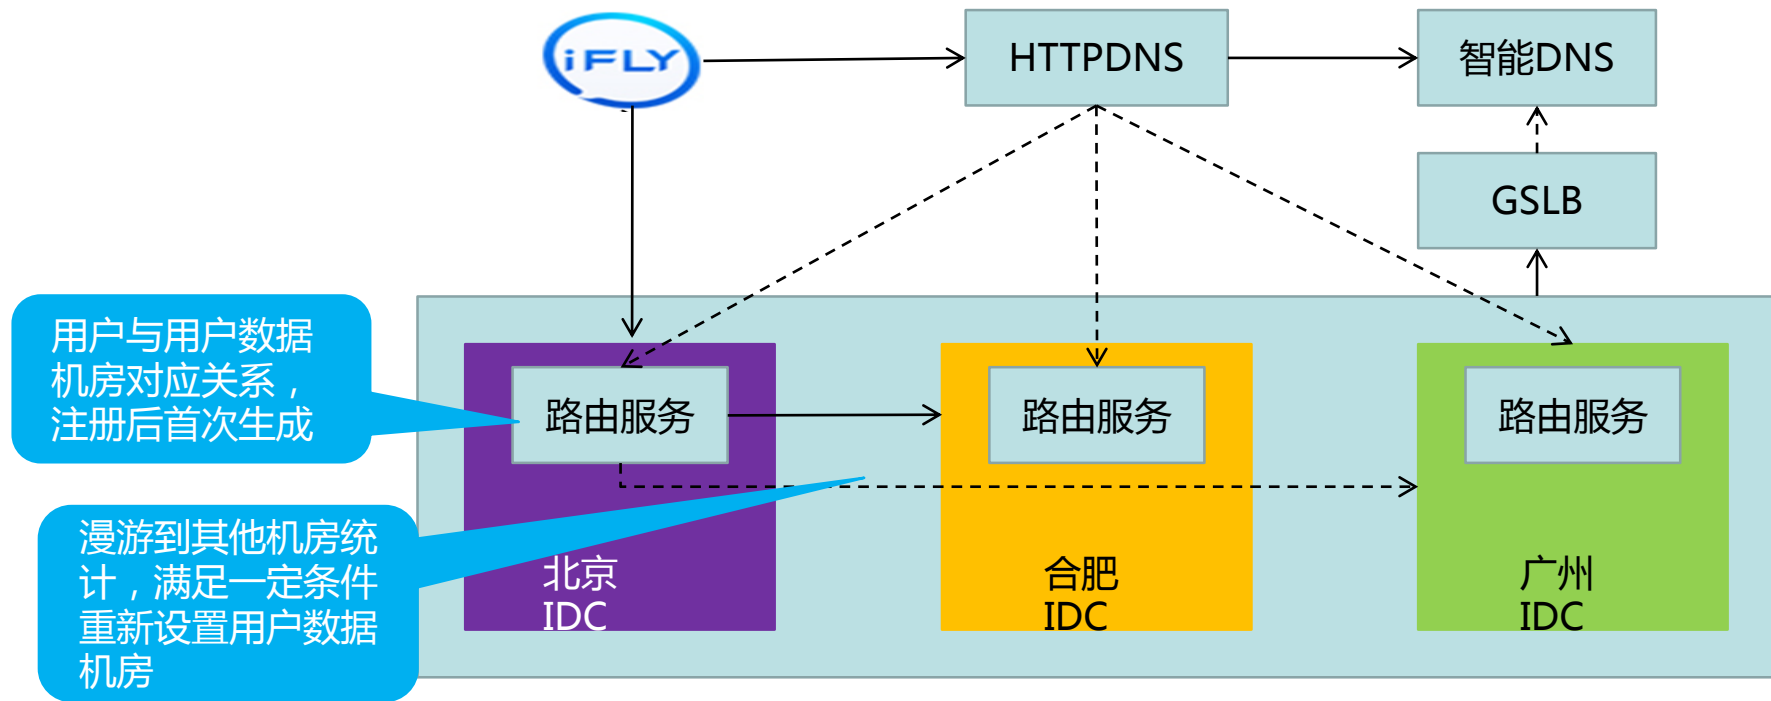 iFLY
HTTPDNS
智能DNS
GSLB
用户与用户数据
机房对应关系，
注册后首次生成
路由服务
路由服务
路由服务
漫游到其他机房统
计，满足一定条件
重新设置用户数据
机房
北京
IDC
合肥
IDC
广州
IDC